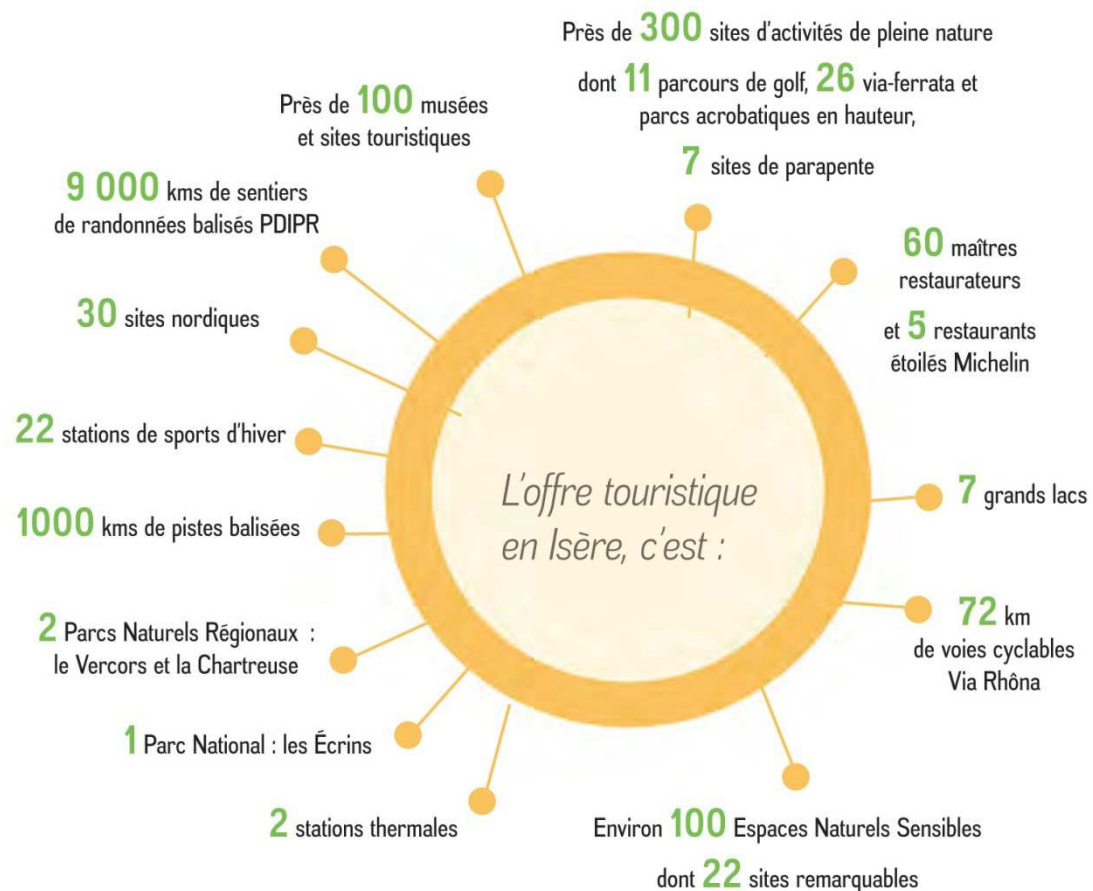 Près de 300 sites d'activités de pleine nature
dont 11 parcours de golf, 26 via-ferrata et
parcs acrobatiques en hauteur,
7 sites de parapente
Près de 100 musées
et sites touristiques
9 000 kms de sentiers
de randonnées balisés PDIPR
30 sites nordiques
22 stations de sports d'hiver
1000 kms de pistes balisées
2 Parcs Naturels Régionaux :
le Vercors et la Chartreuse
1 Parc National : les Écrins
2 stations thermales
60 maîtres
restaurateurs
et 5 restaurants
étoilés Michelin
7 grands lacs
72 km
de voies cyclables
Via Rhôna
Environ 100 Espaces Naturels Sensibles
dont 22 sites remarquables
L'offre touristique
en Isère, c'est :